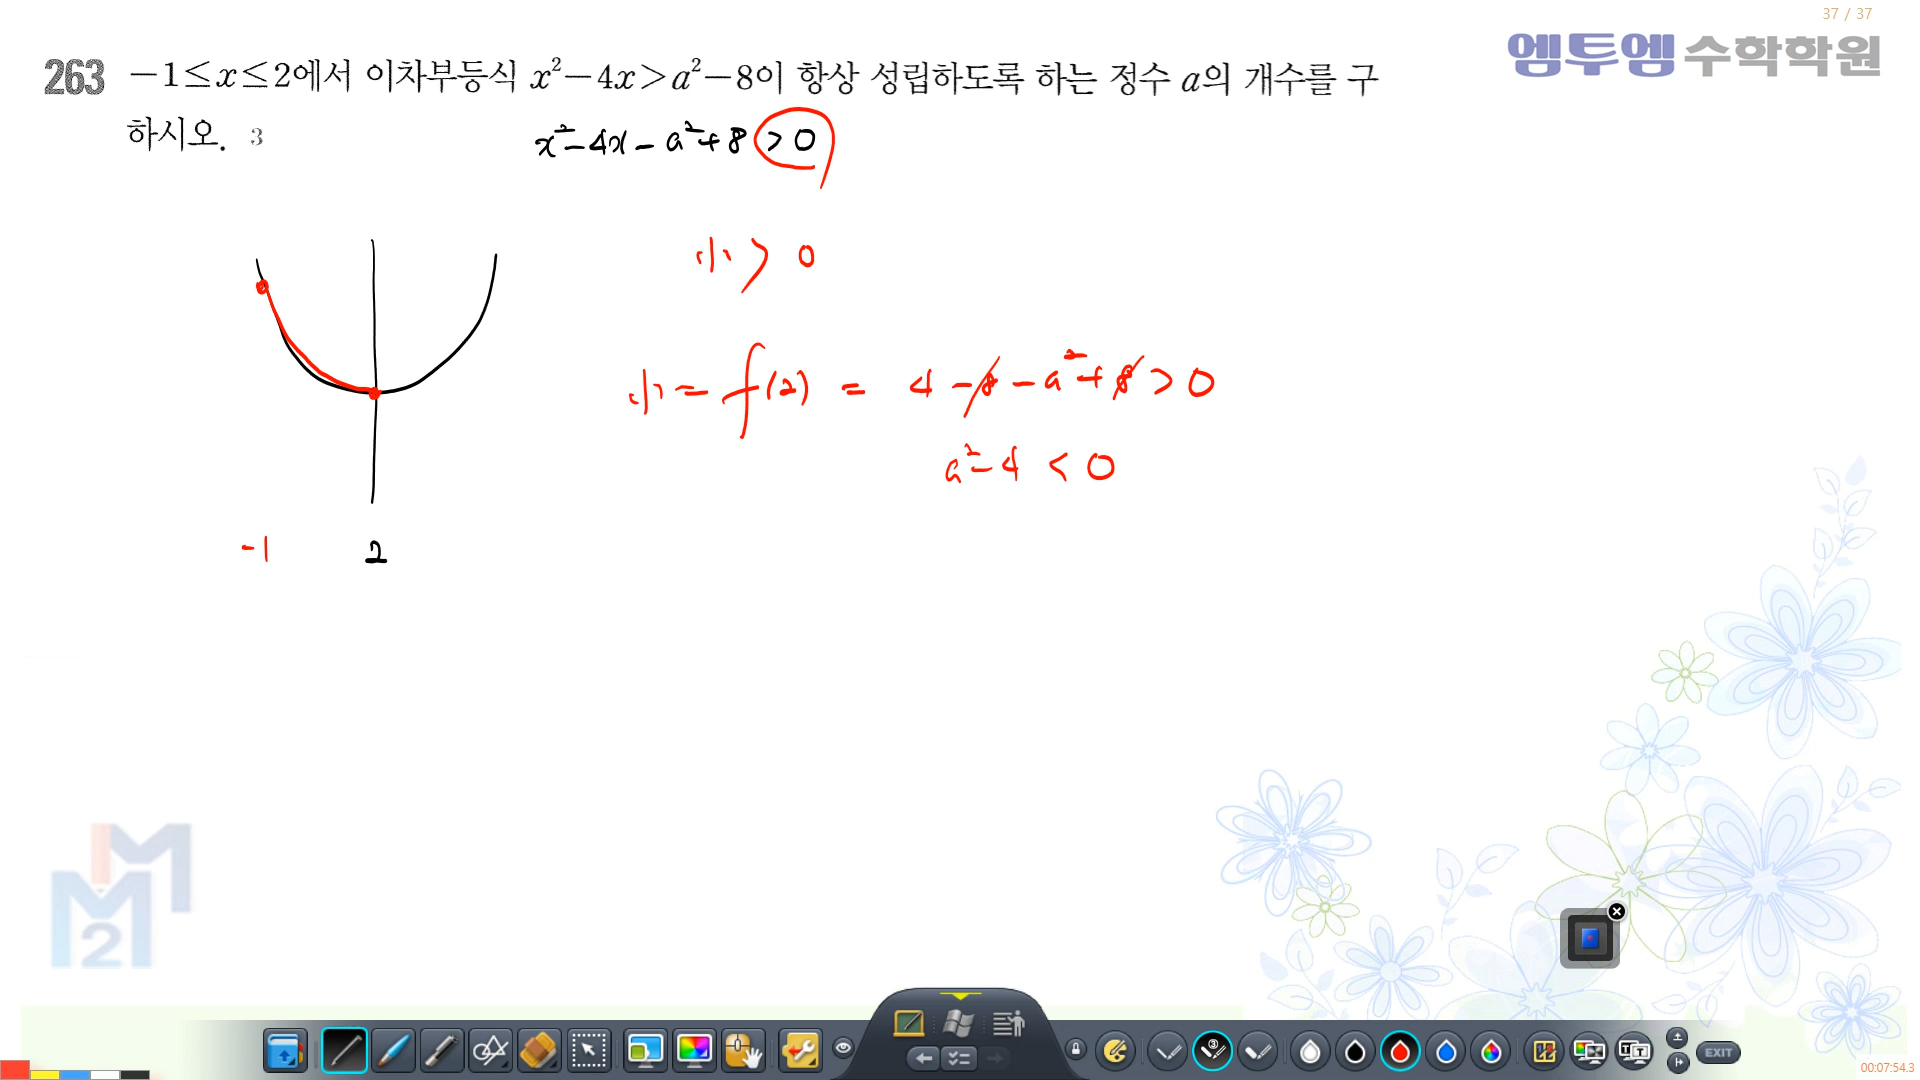 37 / 37
엠투엠 수학학원
263 -1≤x≤2에서 이차부등식 x²-4x>a²-8이 항상 성립하도록 하는 정수 a의 개수를 구
하시오. 3
x²-4x-a²+8>0
小>0
小=f(2)=4-8-a²+8>0
a²-4<0
-1 2
M2M
EXIT
00:07:54.3